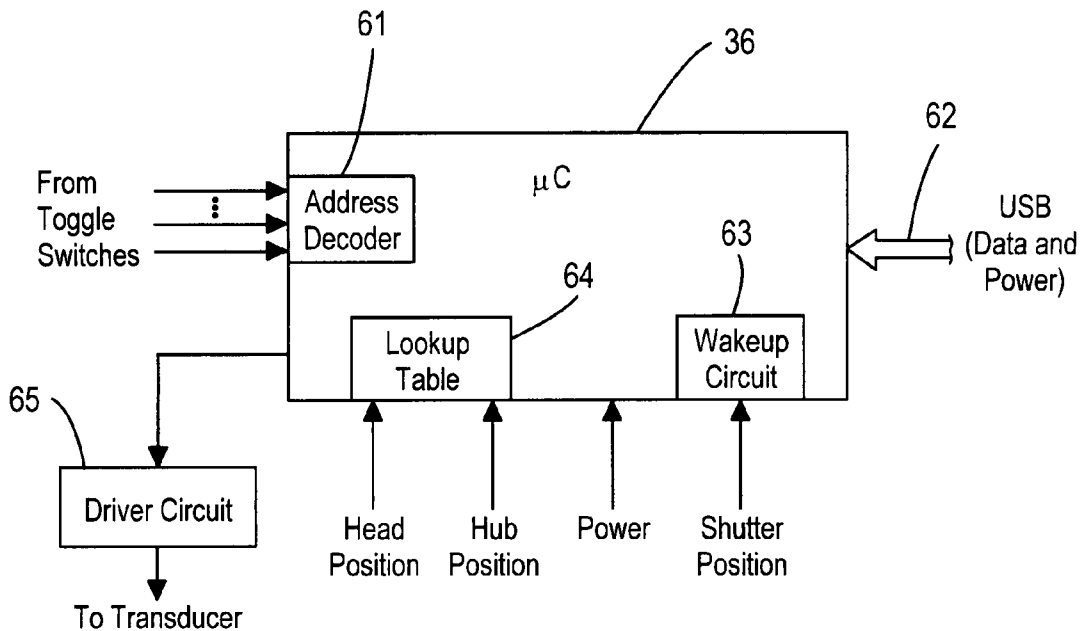 61
36
62
From
Toggle
Switches
Address
Decoder
μC
USB
(Data and
Power)
63
64
Lookup
Table
Wakeup
Circuit
65
Driver Circuit
Head
Position
Hub
Position
Power
Shutter
Position
To Transducer